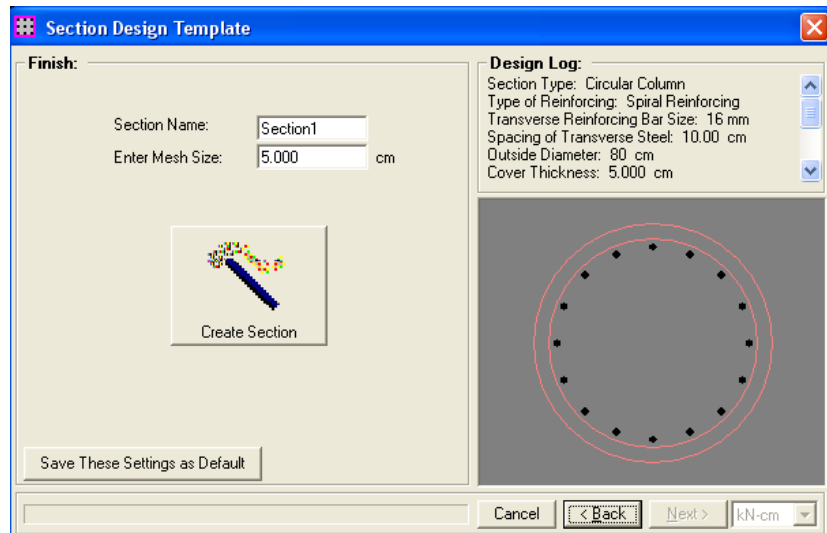 Section Design Template
Finish:
Section Name: Section1
Enter Mesh Size: 5.000 cm
Create Section
Save These Settings as Default
Design Log:
Section Type: Circular Column
Type of Reinforcing: Spiral Reinforcing
Transverse Reinforcing Bar Size: 16 mm
Spacing of Transverse Steel: 10.00 cm
Outside Diameter: 80 cm
Cover Thickness: 5.000 cm
Cancel < Back Next > kN-cm